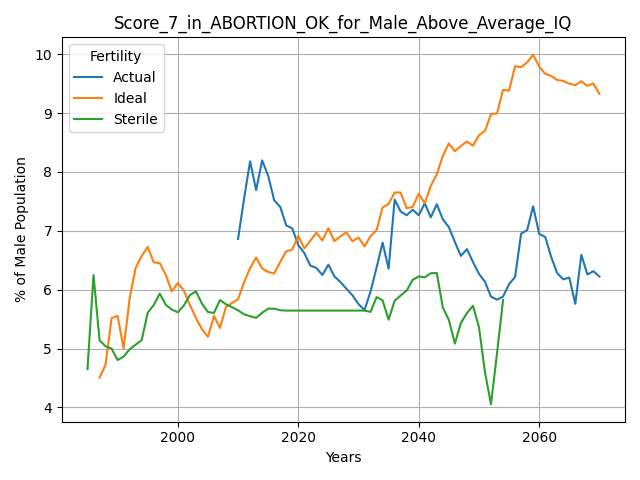 Score_7_in_ABORTION_OK_for_Male_Above_Average_IQ
Fertility
Actual
Ideal
Sterile
% of Male Population
10
9
8
7
6
5
4
2000 2020 2040 2060
Years